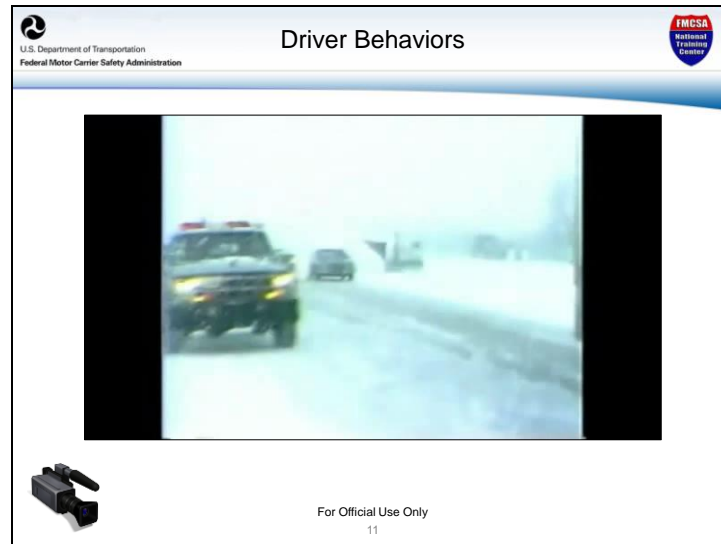 U.S. Department of Transportation
Federal Motor Carrier Safety Administration
Driver Behaviors
FMCSA
National
Training
Center
For Official Use Only
11